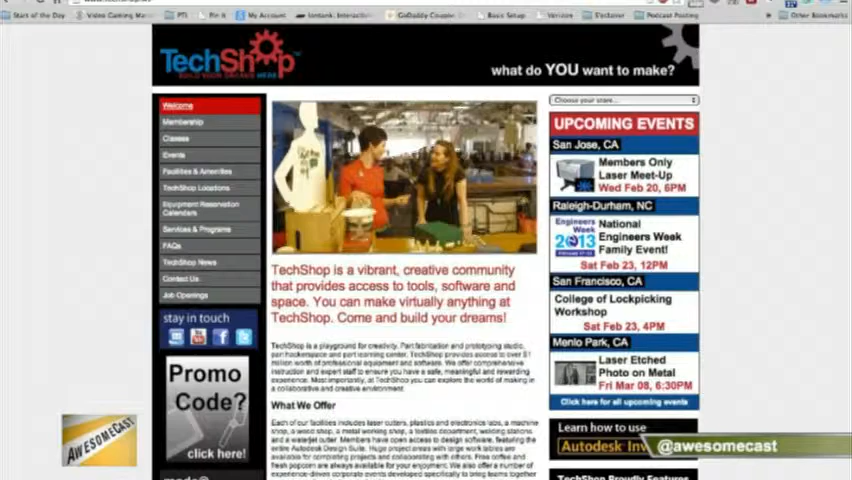 Start of the Day
Video Gaming
PTI
Pin It
My Account
Iontank, Interactiv
GoDaddy Coupon
Basic Setup
Verizon
Podcast Posting
Other Bookmarks
TechShop
BUILD YOUR DREAMS HERE
what do YOU want to make?
Welcome
Membership
Classes
Events
Facilities & Amenities
TechShop Locations
Equipment Reservation
Calendars
Services & Programs
FAQs
TechShop News
Contact Us
Job Openings
stay in touch
Promo
Code?
click here!
made@
TechShop is a vibrant, creative community
that provides access to tools, software and
space. You can make virtually anything at
TechShop. Come and build your dreams!
TechShop is a playground for creativity. Part fabrication and prototyping studio,
part hackerspace and part learning center, TechShop provides access to over $1
million worth of professional equipment and software. We offer comprehensive
instruction and expert staff to ensure you have a safe, meaningful and rewarding
experience. Most importantly, at TechShop you can explore the world of making in
a collaborative and creative environment.
What We Offer
Each of our facilities includes laser cutters, plastics and electronics labs, a machine
shop, a wood shop, a metal working shop, a textiles department, welding stations
and a waterjet cutter. Members have open access to design software, featuring the
entire Autodesk Design Suite. Huge project areas with large work tables are
available for completing projects and collaborating with others. Free coffee and
fresh popcorn are always available for your enjoyment. We also offer a number of
experience-driven corporate events developed specifically to bring teams together
Choose your store...
UPCOMING EVENTS
San Jose, CA
Members Only
Laser Meet-Up
Wed Feb 20, 6PM
Raleigh-Durham, NC
Engineers
Week
2013
National
Engineers Week
Family Event!
Sat Feb 23, 12PM
San Francisco, CA
College of Lockpicking
Workshop
Sat Feb 23, 4PM
Menlo Park, CA
Laser Etched
Photo on Metal
Fri Mar 08, 6:30PM
Click here for all upcoming events
Learn how to use
Autodesk Inv
TechShop Proudly Features
AWESOMECAST
@awesomecast